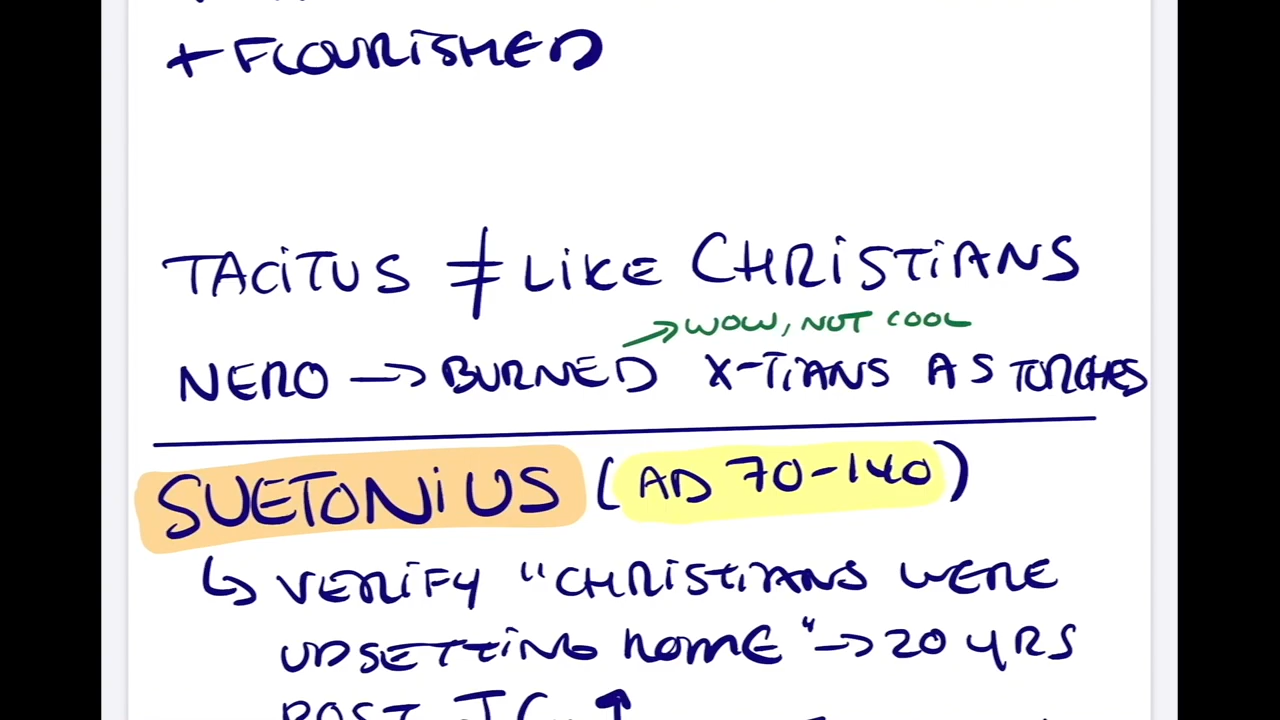 + FLOURISHED
TACITUS ≠ LIKE CHRISTIANS
→ WOW, NOT COOL
NERO → BURNED X-TIANS AS TORCHES
SUETONIUS (AD 70-140)
↳ VERIFY "CHRISTIANS WERE
UPSETTING ROME" → 20 YRS
POST J.C. ↑